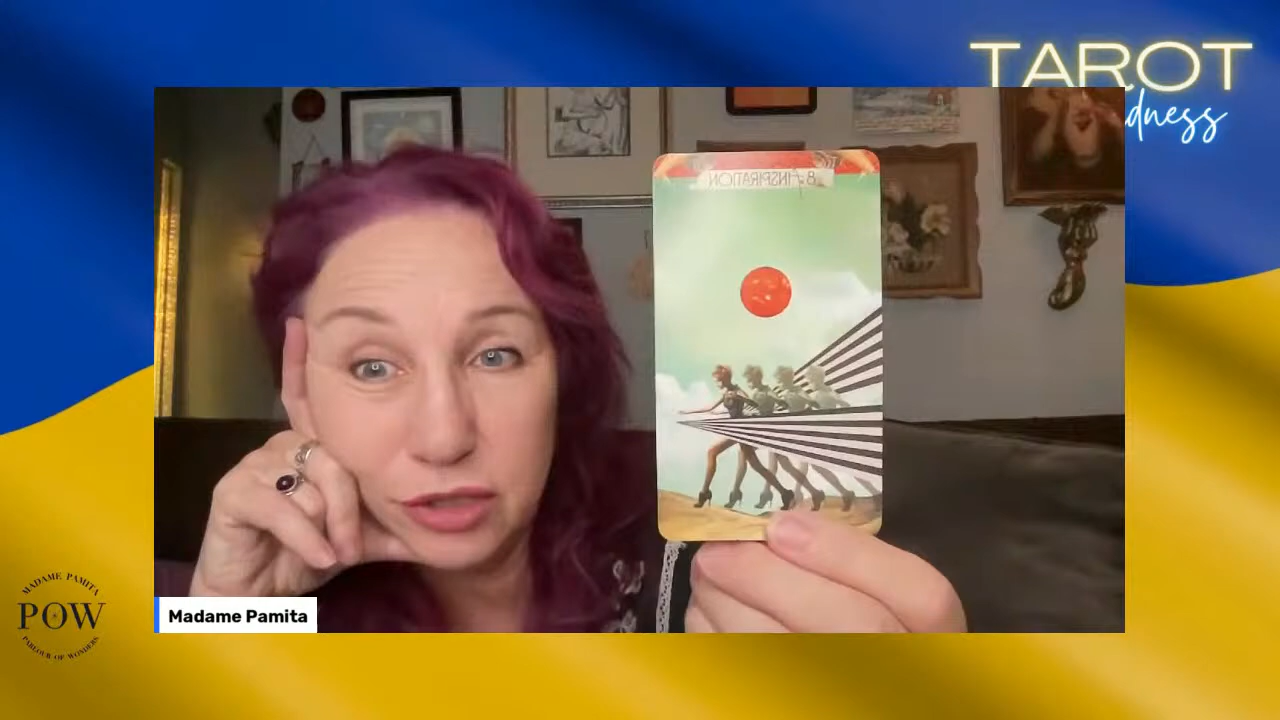 TAROT
dness
8 INSPIRATION
MADAME PAMITA
POW
PARLOUR OF WONDERS
Madame Pamita